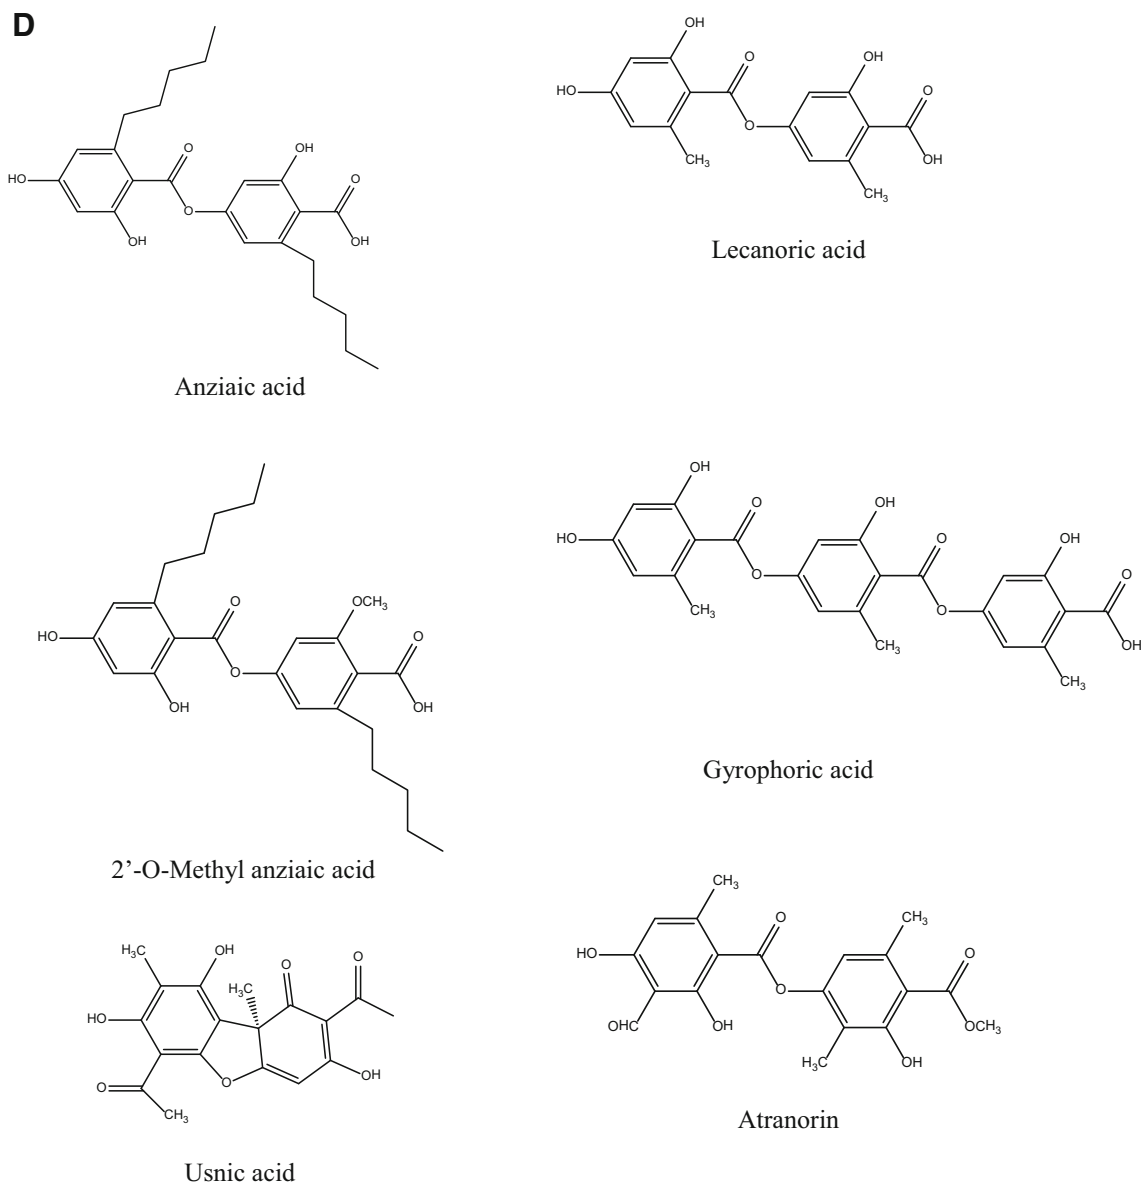 D
OH
HO
O
O
CH3
OH
O
OH
CH3
Lecanoric acid
HO
O
O
OH
OH
O
OH
Anziaic acid
OH
HO
O
O
CH3
OH
O
O
CH3
OH
O
OH
CH3
Gyrophoric acid
HO
O
O
OH
OCH3
O
OH
2’-O-Methyl anziaic acid
CH3
HO
OHC
OH
O
O
CH3
H3C
OH
O
OCH3
Atranorin
H3C
OH
HO
H3C
O
O
O
CH3
O
OH
Usnic acid